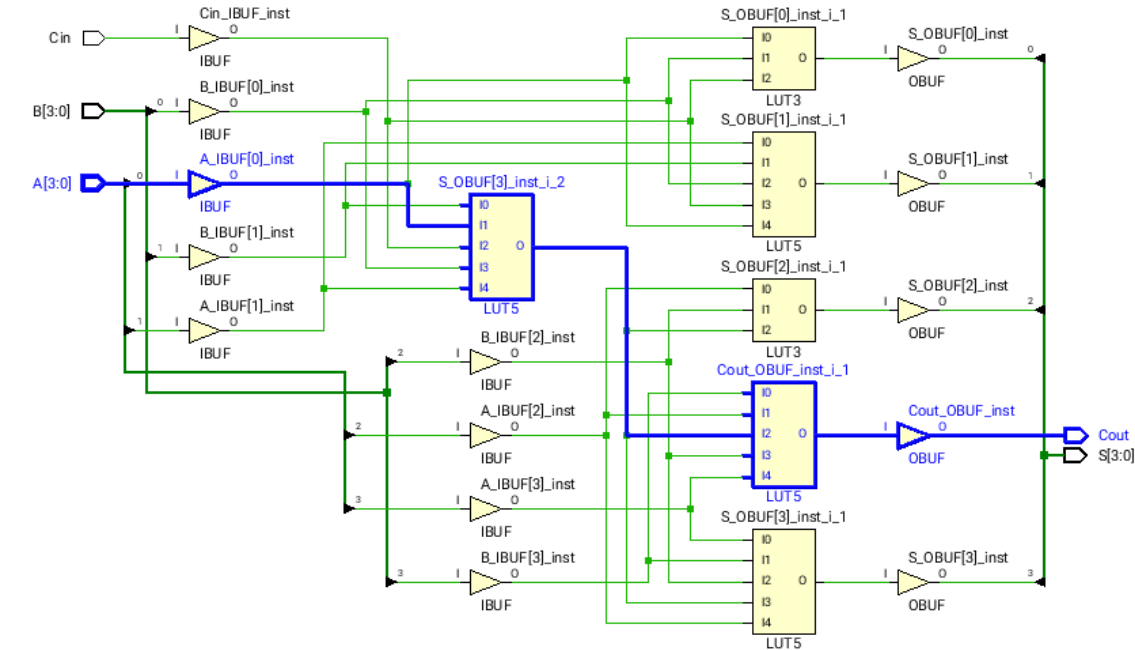 Cin
Cin_IBUF_inst
I
O
IBUF
B[3:0]
0
B_IBUF[0]_inst
I
O
IBUF
A[3:0]
0
A_IBUF[0]_inst
I
O
IBUF
1
B_IBUF[1]_inst
I
O
IBUF
1
A_IBUF[1]_inst
I
O
IBUF
S_OBUF[3]_inst_i_2
I0
I1
I2
I3
I4
O
LUT5
2
B_IBUF[2]_inst
I
O
IBUF
2
A_IBUF[2]_inst
I
O
IBUF
3
A_IBUF[3]_inst
I
O
IBUF
3
B_IBUF[3]_inst
I
O
IBUF
S_OBUF[0]_inst_i_1
I0
I1
I2
O
LUT3
S_OBUF[1]_inst_i_1
I0
I1
I2
I3
I4
O
LUT5
S_OBUF[2]_inst_i_1
I0
I1
I2
O
LUT3
Cout_OBUF_inst_i_1
I0
I1
I2
I3
I4
O
LUT5
S_OBUF[3]_inst_i_1
I0
I1
I2
I3
I4
O
LUT5
S_OBUF[0]_inst
I
O
0
OBUF
S_OBUF[1]_inst
I
O
1
OBUF
S_OBUF[2]_inst
I
O
2
OBUF
Cout_OBUF_inst
I
O
OBUF
Cout
S[3:0]
S_OBUF[3]_inst
I
O
3
OBUF